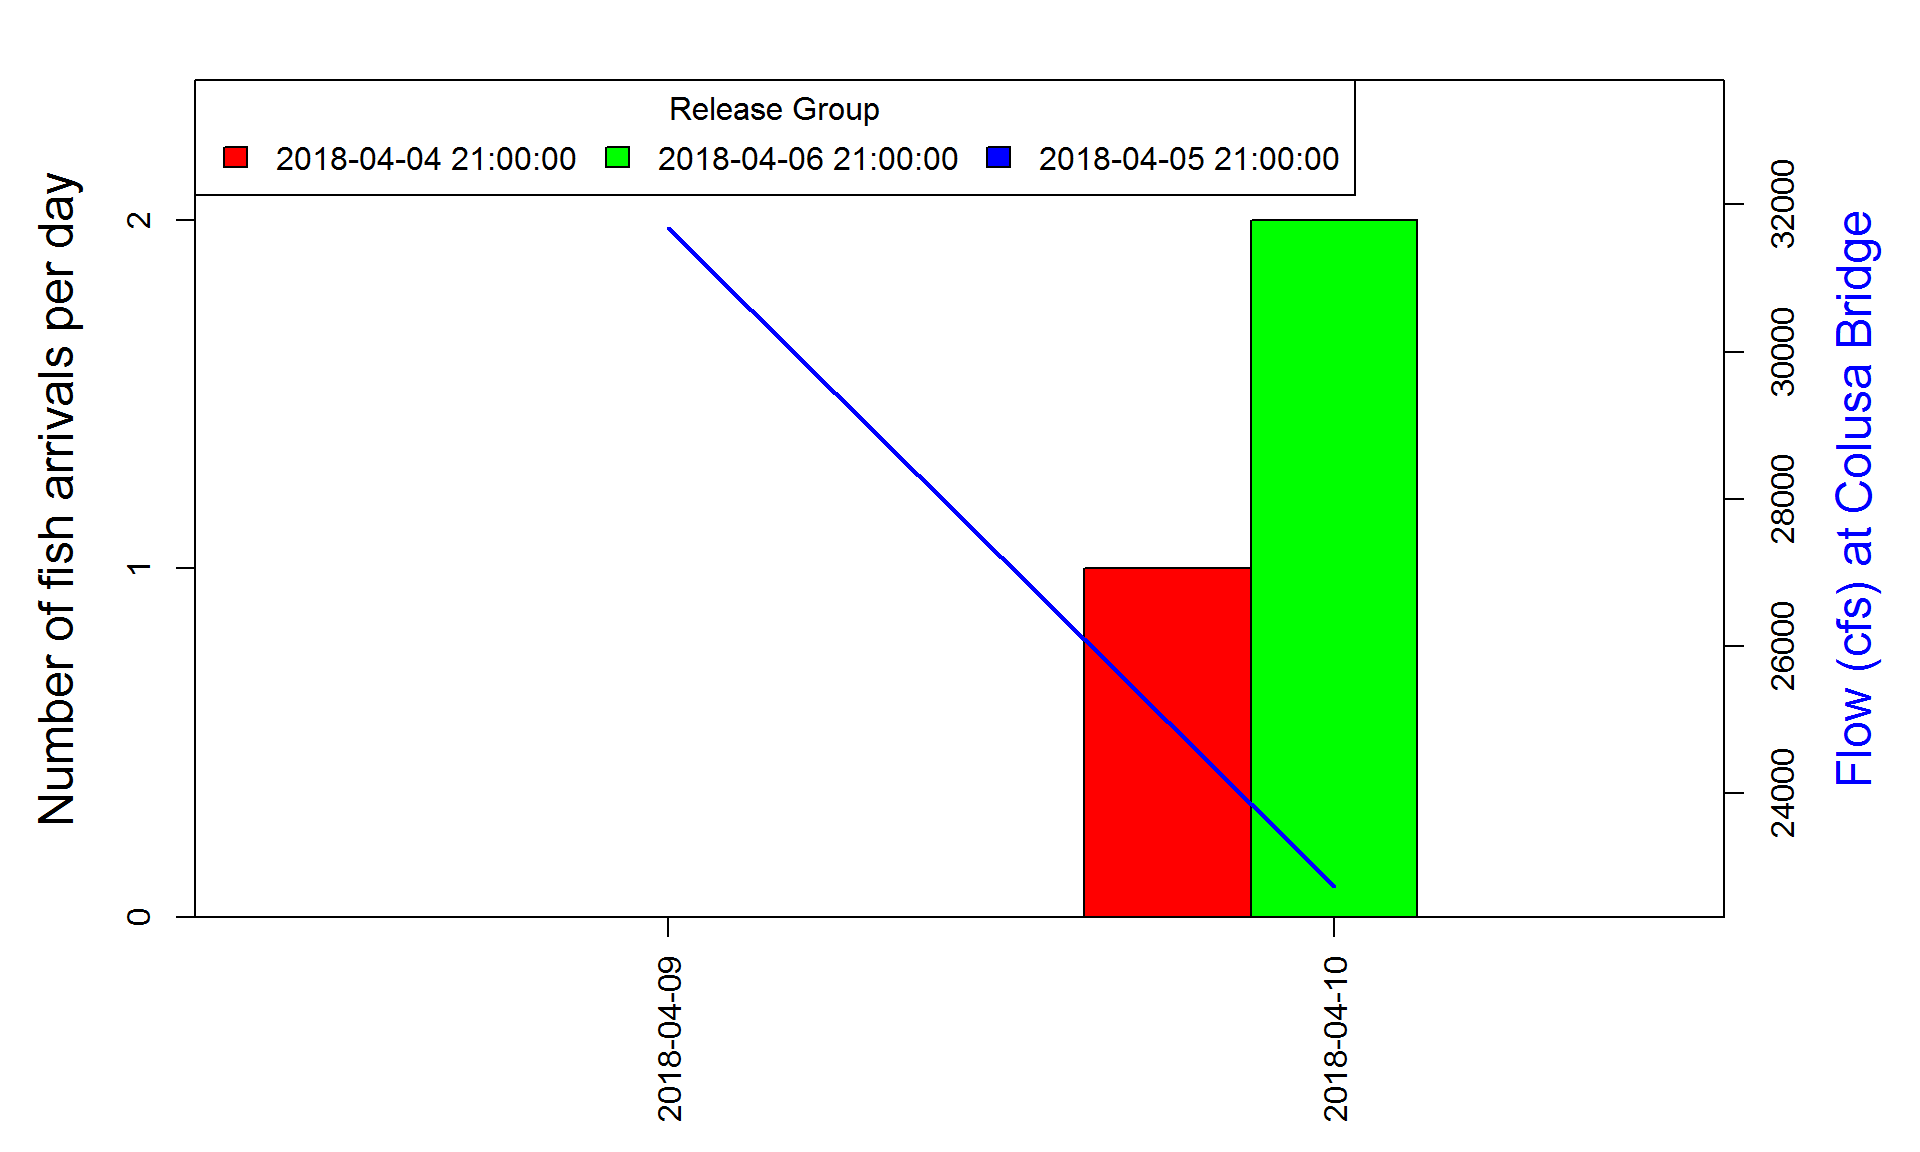 Release Group
2018-04-04 21:00:00 2018-04-06 21:00:00 2018-04-05 21:00:00
Number of fish arrivals per day
2
1
0
32000
30000
28000
26000
24000
Flow (cfs) at Colusa Bridge
2018-04-09
2018-04-10